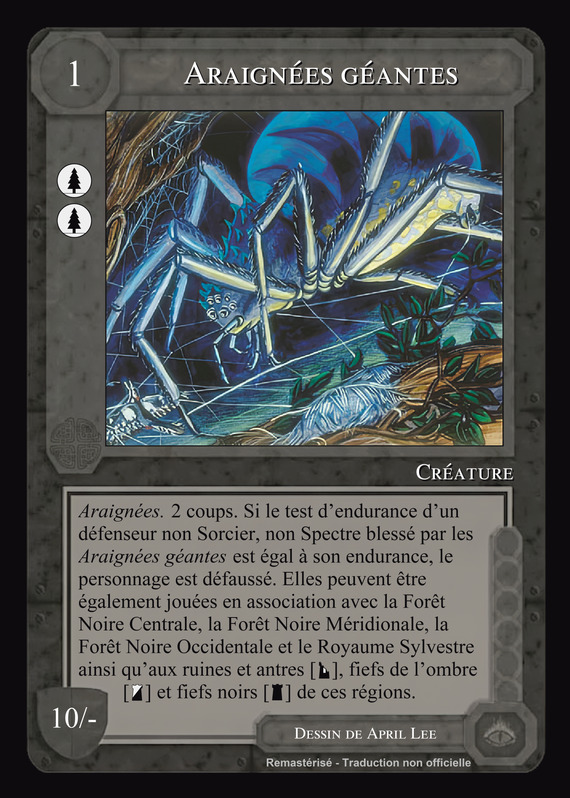 1
ARAIGNÉES GÉANTES
CRÉATURE
Araignées. 2 coups. Si le test d'endurance d'un
défenseur non Sorcier, non Spectre blessé par les
Araignées géantes est égal à son endurance, le
personnage est défaussé. Elles peuvent être
également jouées en association avec la Forêt
Noire Centrale, la Forêt Noire Méridionale, la
Forêt Noire Occidentale et le Royaume Sylvestre
ainsi qu'aux ruines et antres [ ], fiefs de l'ombre
[ ] et fiefs noirs [ ] de ces régions.
10/-
DESSIN DE APRIL LEE
Remastérisé - Traduction non officielle